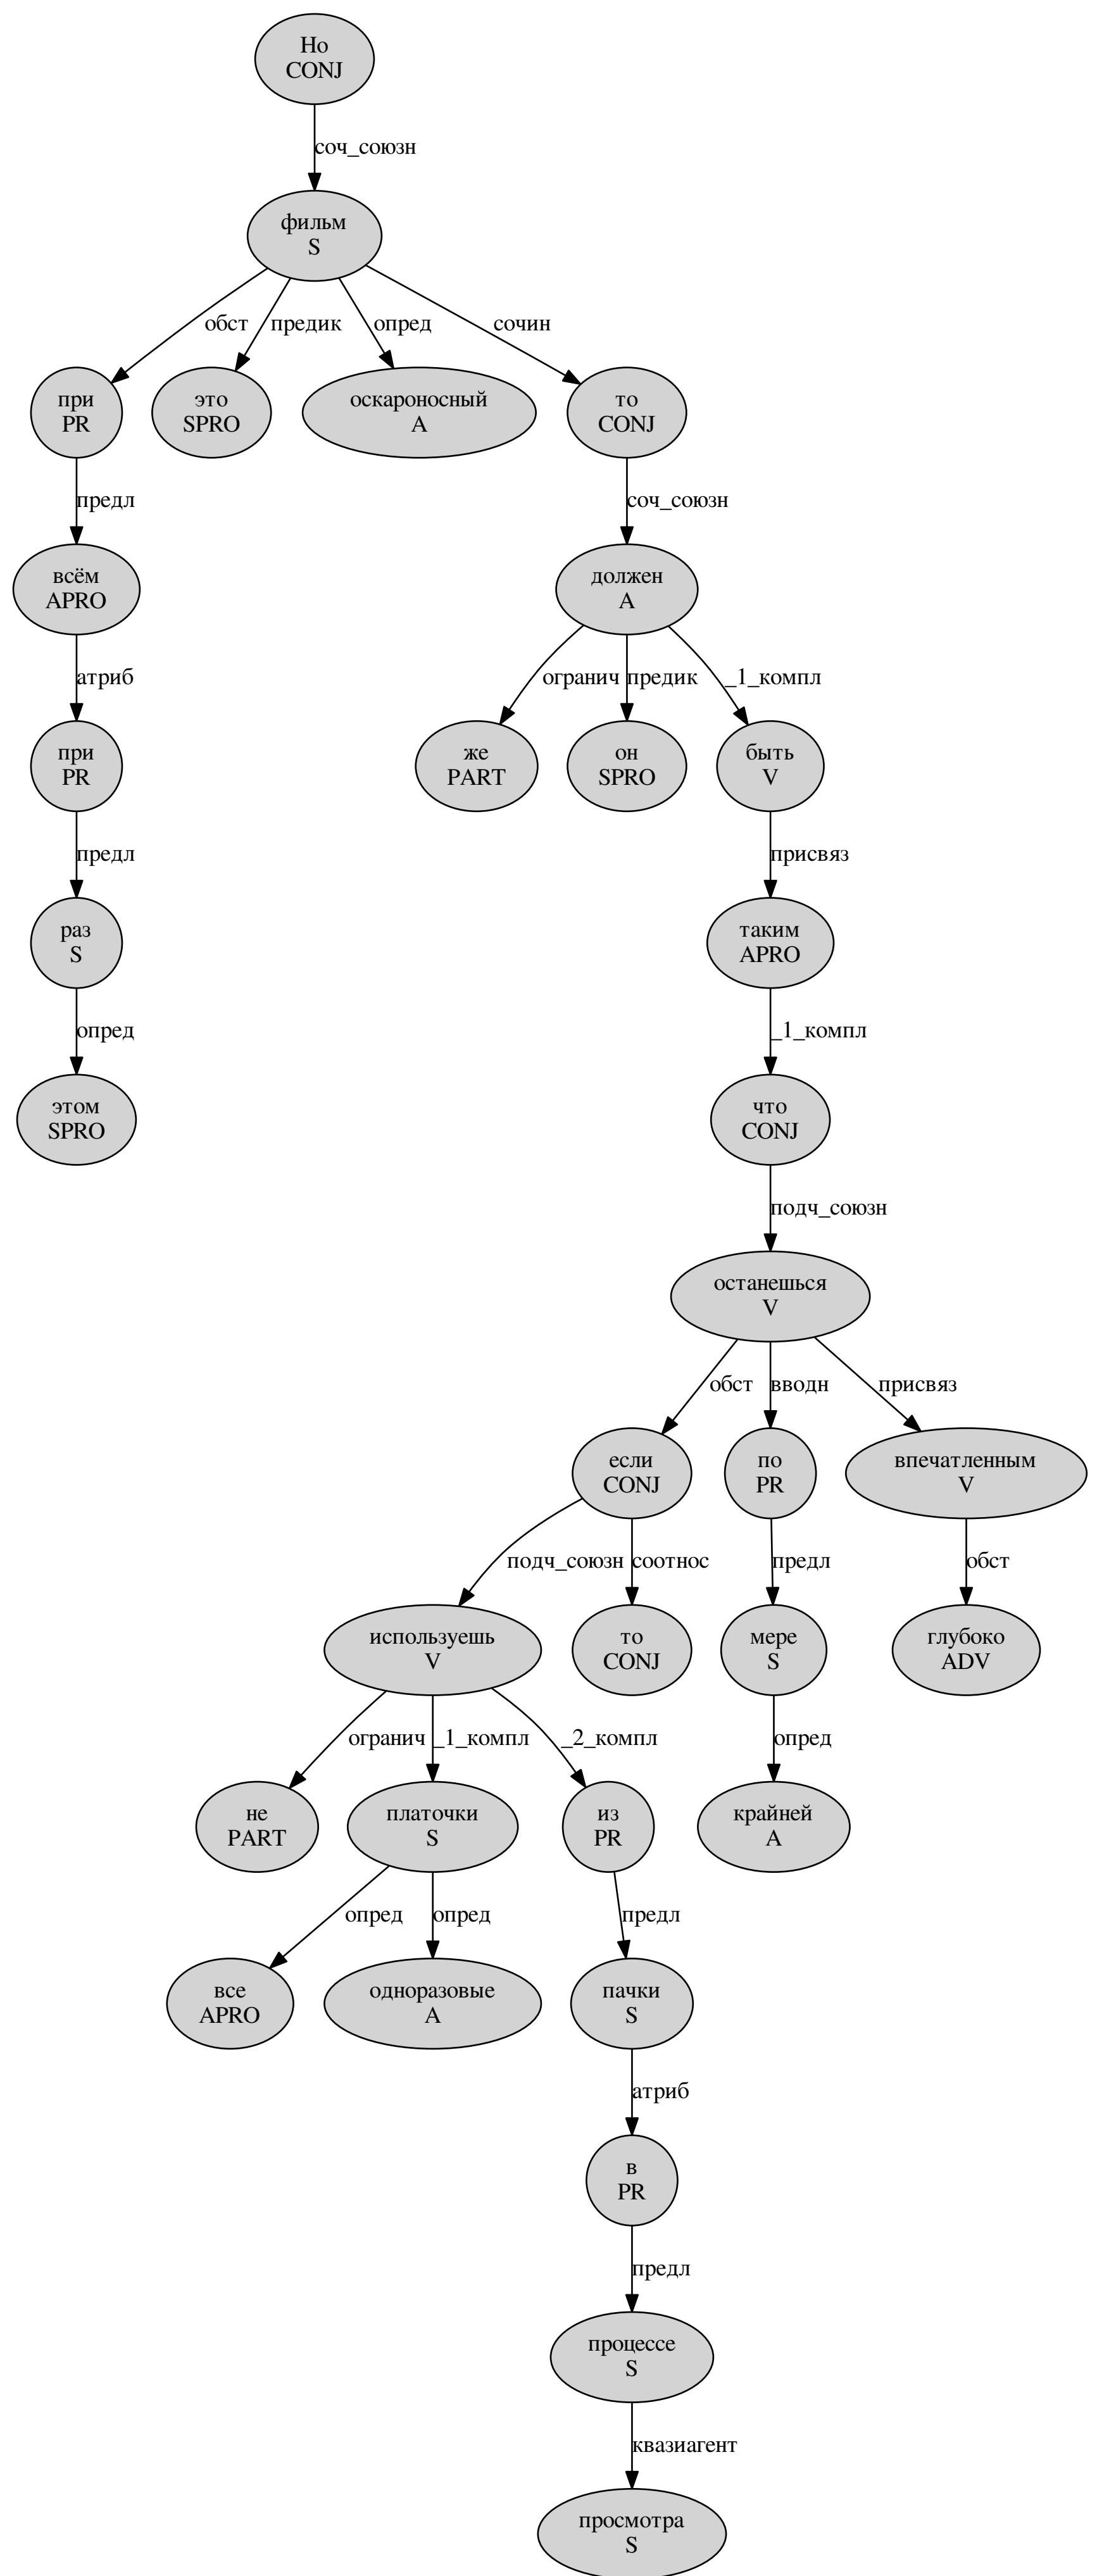 Но
CONJ
соч_союзн
фильм
S
обст предик опред сочин
при
PR
это
SPRO
оскароносный
A
то
CONJ
предл соч_союзн
всём
APRO
должен
A
атриб огранич предик _1_компл
при
PR
же
PART
он
SPRO
быть
V
предл присвяз
раз
S
таким
APRO
опред _1_компл
этом
SPRO
что
CONJ
подч_союзн
останешься
V
обст вводн присвяз
если
CONJ
по
PR
впечатленным
V
подч_союзн соотнос предл обст
используешь
V
то
CONJ
мере
S
глубоко
ADV
огранич _1_компл _2_компл опред
не
PART
платочки
S
из
PR
крайней
A
опред опред предл
все
APRO
одноразовые
A
пачки
S
атриб
в
PR
предл
процессе
S
квазиагент
просмотра
S